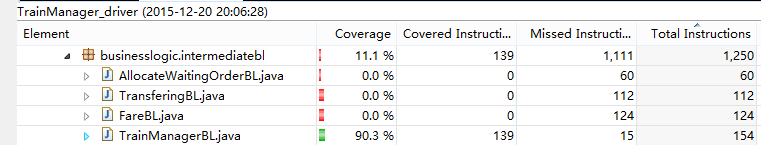 TrainManager_driver (2015-12-20 20:06:28)
Element Coverage Covered Instructi... Missed Instructio... Total Instructions
businesslogic.intermediatebl 11.1 % 139 1,111 1,250
AllocateWaitingOrderBL.java 0.0 % 0 60 60
TransferingBL.java 0.0 % 0 112 112
FareBL.java 0.0 % 0 124 124
TrainManagerBL.java 90.3 % 139 15 154